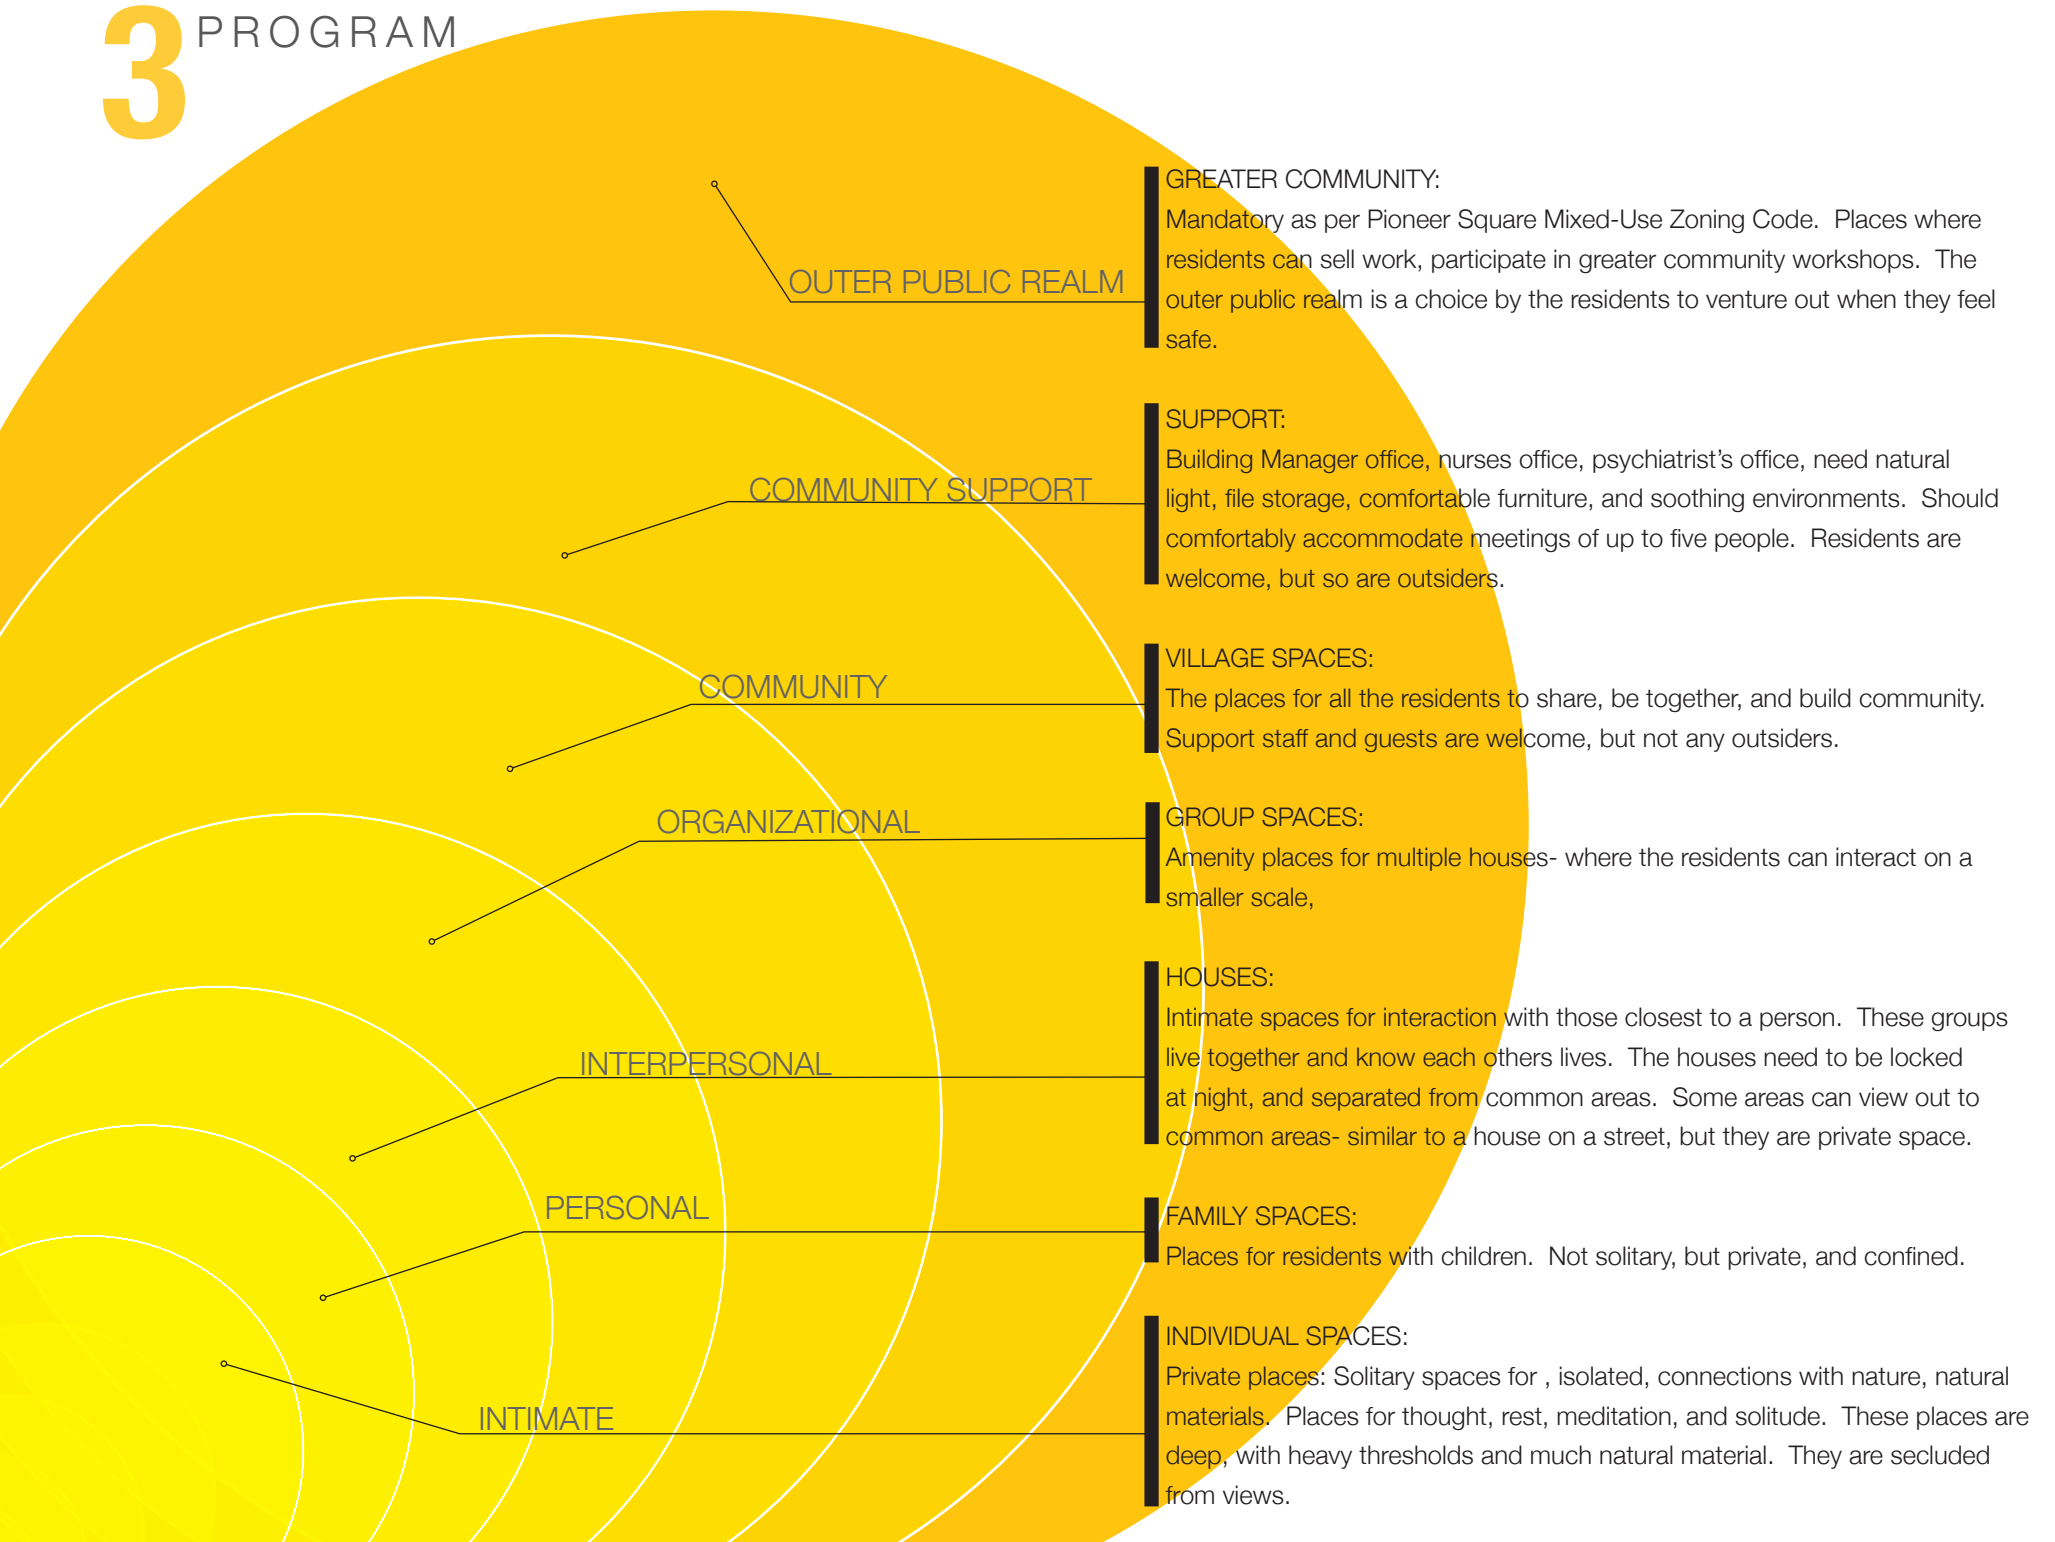 3 PROGRAM
OUTER PUBLIC REALM
GREATER COMMUNITY:
Mandatory as per Pioneer Square Mixed-Use Zoning Code.  Places where
residents can sell work, participate in greater community workshops.  The
outer public realm is a choice by the residents to venture out when they feel
safe.
COMMUNITY SUPPORT
SUPPORT:
Building Manager office, nurses office, psychiatrist's office, need natural
light, file storage, comfortable furniture, and soothing environments.  Should
comfortably accommodate meetings of up to five people.  Residents are
welcome, but so are outsiders.
COMMUNITY
VILLAGE SPACES:
The places for all the residents to share, be together, and build community.
Support staff and guests are welcome, but not any outsiders.
ORGANIZATIONAL
GROUP SPACES:
Amenity places for multiple houses- where the residents can interact on a
smaller scale,
INTERPERSONAL
HOUSES:
Intimate spaces for interaction with those closest to a person.  These groups
live together and know each others lives.  The houses need to be locked
at night, and separated from common areas.  Some areas can view out to
common areas- similar to a house on a street, but they are private space.
PERSONAL
FAMILY SPACES:
Places for residents with children.  Not solitary, but private, and confined.
INTIMATE
INDIVIDUAL SPACES:
Private places: Solitary spaces for , isolated, connections with nature, natural
materials.  Places for thought, rest, meditation, and solitude.  These places are
deep, with heavy thresholds and much natural material.  They are secluded
from views.